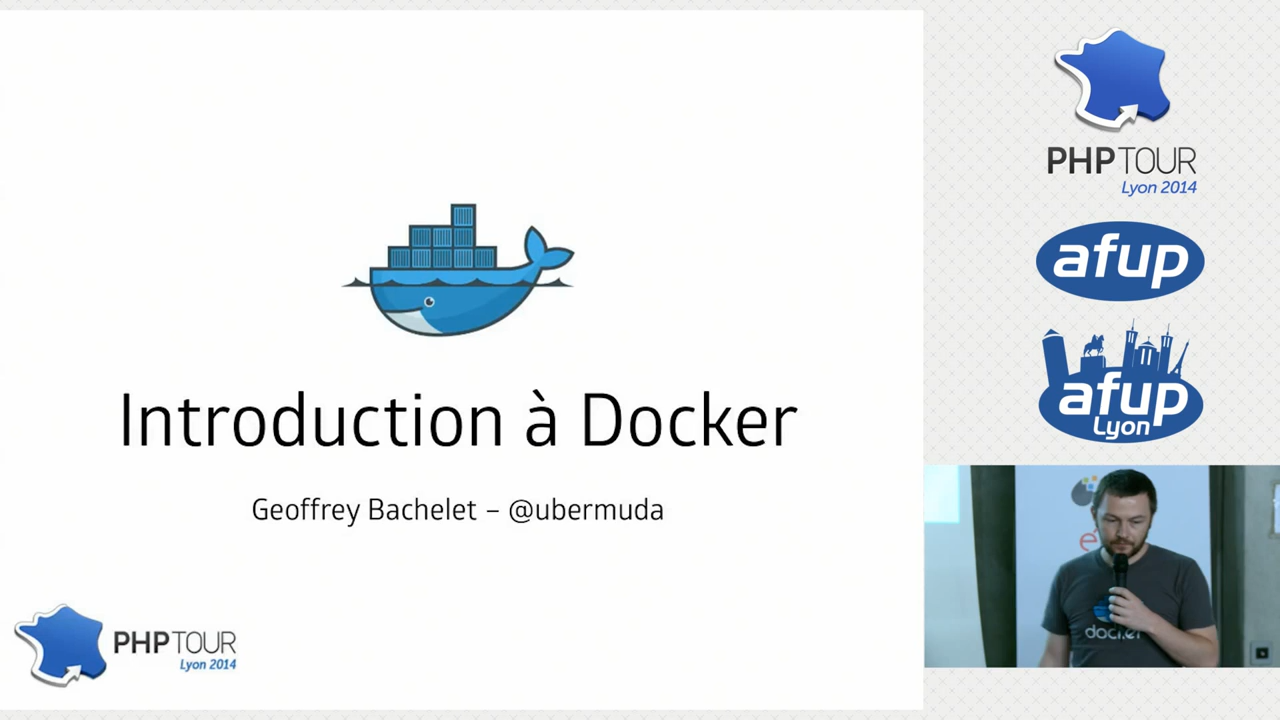 Introduction à Docker
Geoffrey Bachelet – @ubermuda
PHPTOUR
Lyon 2014
PHPTOUR
Lyon 2014
afup
afup
Lyon
docker